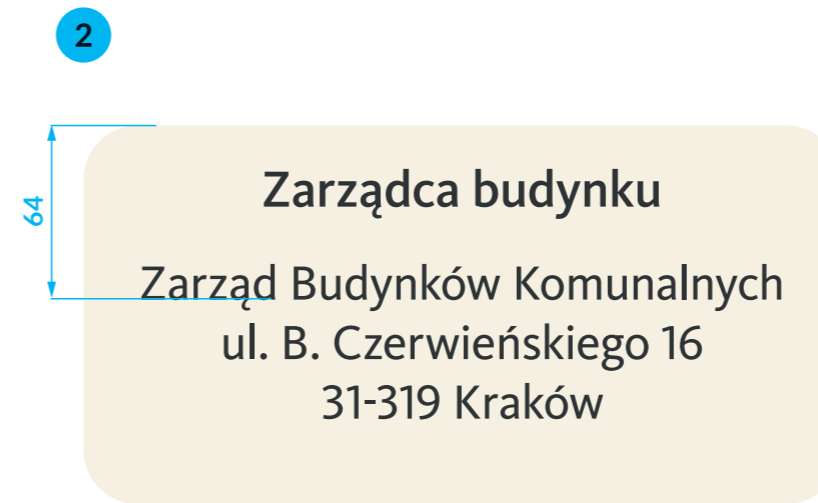 2
64
Zarządca budynku
Zarząd Budynków Komunalnych
ul. B. Czerwieńskiego 16
31-319 Kraków